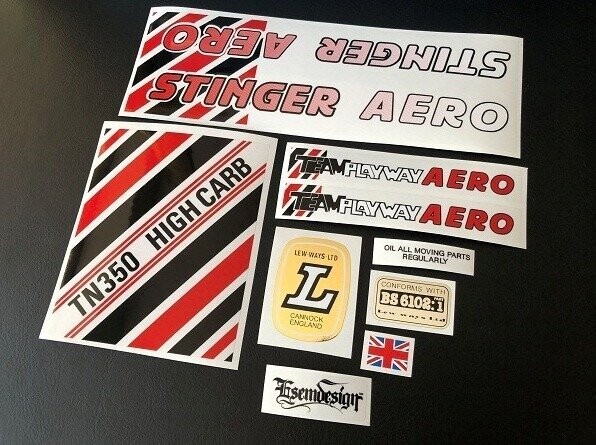 STINGER AERO
STINGER AERO
TEAM PLAYWAY AERO
TEAM PLAYWAY AERO
TN350 HIGH CARB
LEW-WAYS LTD
L
CANNOCK
ENGLAND
OIL ALL MOVING PARTS
REGULARLY
CONFORMS WITH
BS 6102:1
Lew ways Ltd
Esemdesign